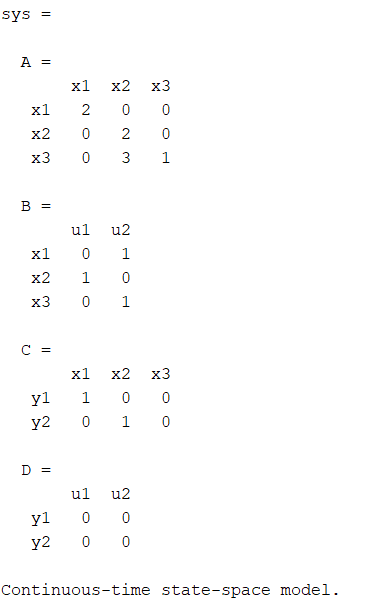 sys =
A =
x1 x2 x3
x1 2 0 0
x2 0 2 0
x3 0 3 1
B =
u1 u2
x1 0 1
x2 1 0
x3 0 1
C =
x1 x2 x3
y1 1 0 0
y2 0 1 0
D =
u1 u2
y1 0 0
y2 0 0
Continuous-time state-space model.